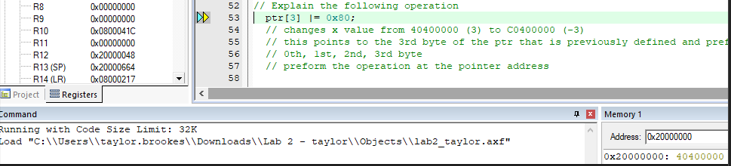 R8 0x00000000
R9 0x00000000
R10 0x0800041C
R11 0x00000000
R12 0x20000048
R13 (SP) 0x20000664
R14 (LR) 0x08000217
Project Registers
52 // Explain the following operation
53 ptr[3] |= 0x80;
54 // changes x value from 40400000 (3) to C0400000 (-3)
55 // this points to the 3rd byte of the ptr that is previously defined and pref
56 // 0th, 1st, 2nd, 3rd byte
57 // preform the operation at the pointer address
58
Command
Running with Code Size Limit: 32K
Load "C:\\Users\\taylor.brookes\\Downloads\\Lab 2 - taylor\\Objects\\lab2_taylor.axf"
Memory 1
Address: 0x20000000
0x20000000: 40400000